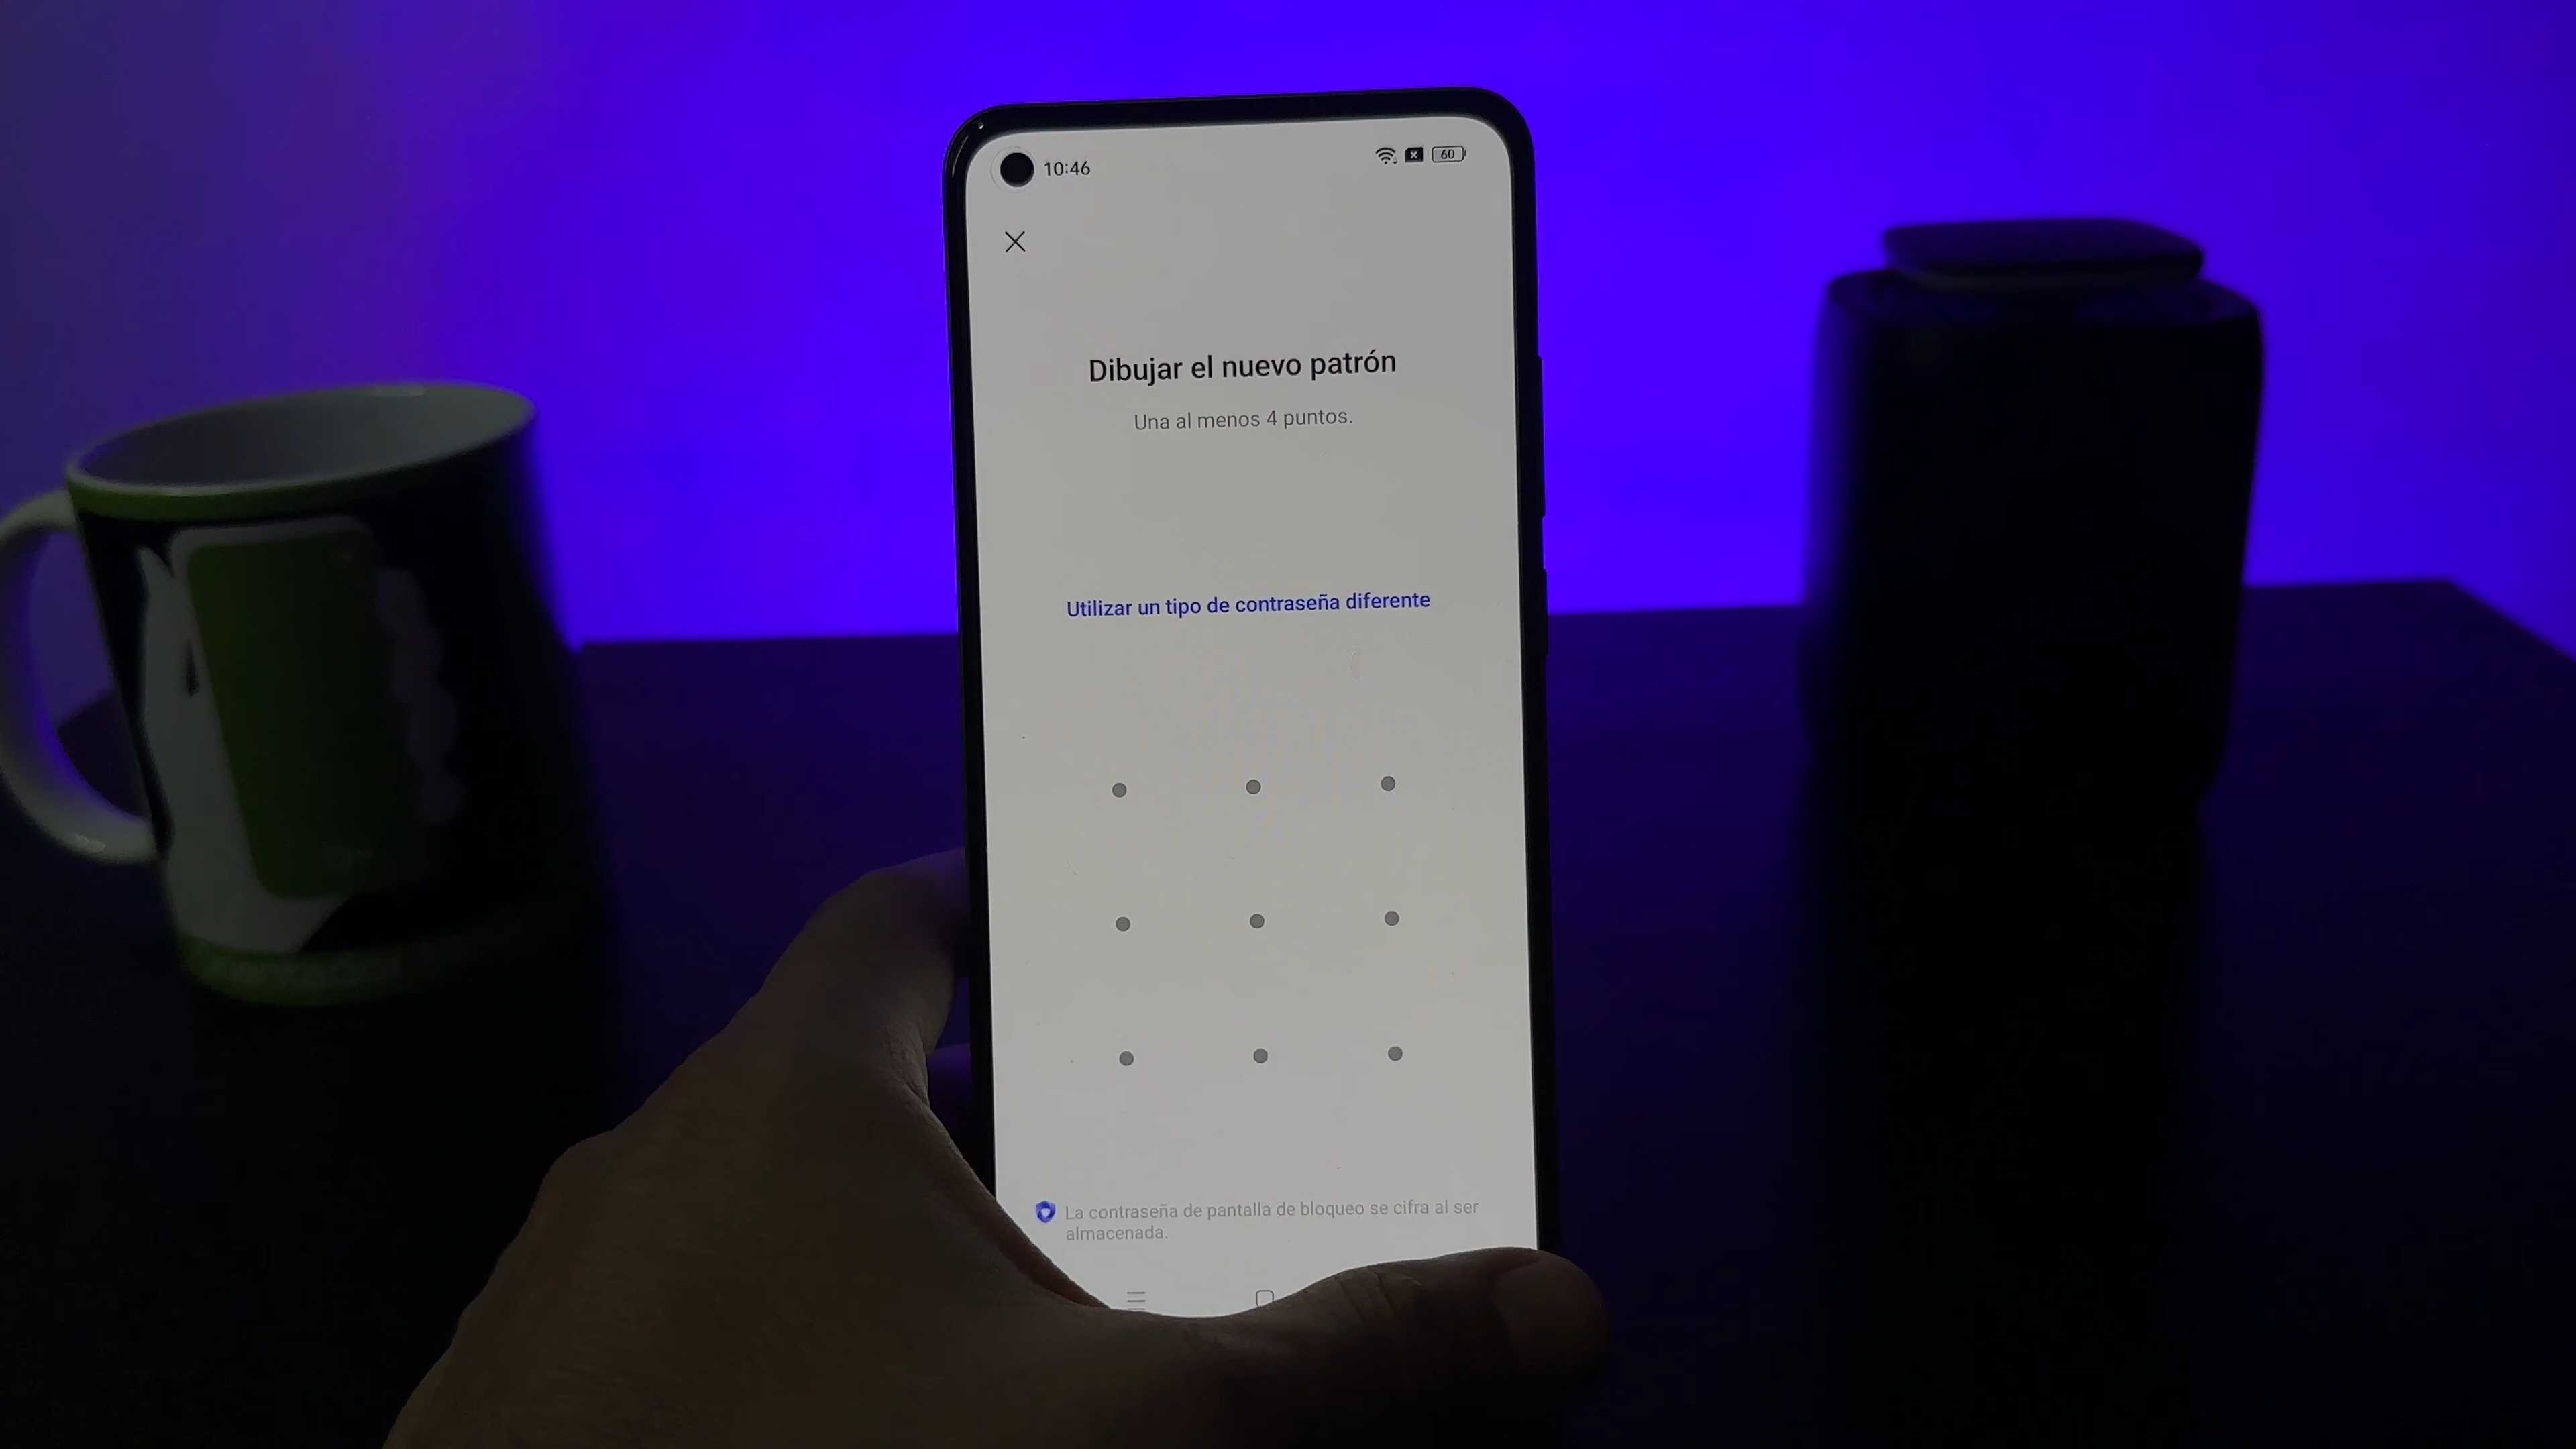 10:46
60
Dibujar el nuevo patrón
Una al menos 4 puntos.
Utilizar un tipo de contraseña diferente
La contraseña de pantalla de bloqueo se cifra al ser
almacenada.